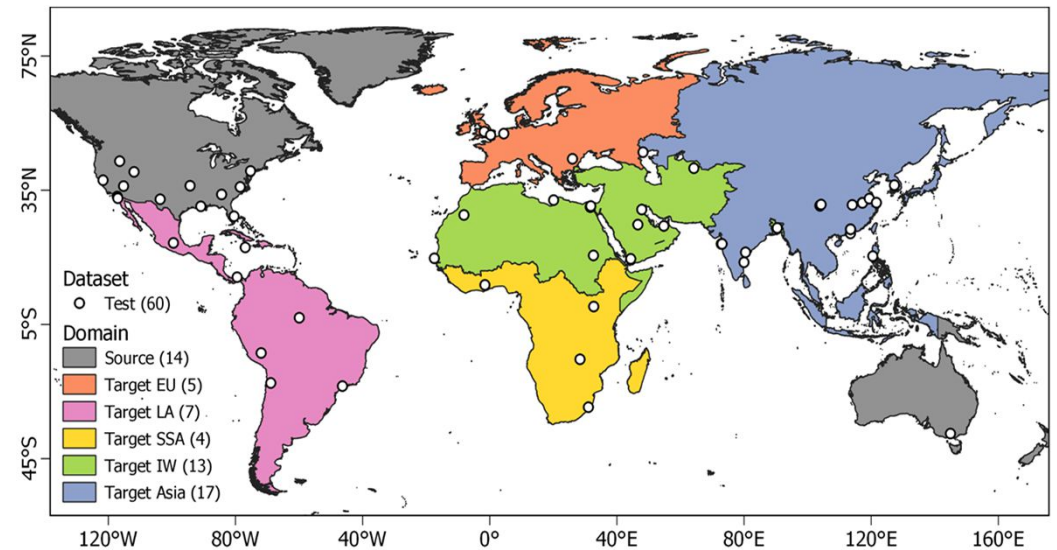 75°N
35°N
5°S
45°S
Dataset
Test (60)
Domain
Source (14)
Target EU (5)
Target LA (7)
Target SSA (4)
Target IW (13)
Target Asia (17)
120°W 80°W 40°W 0° 40°E 80°E 120°E 160°E